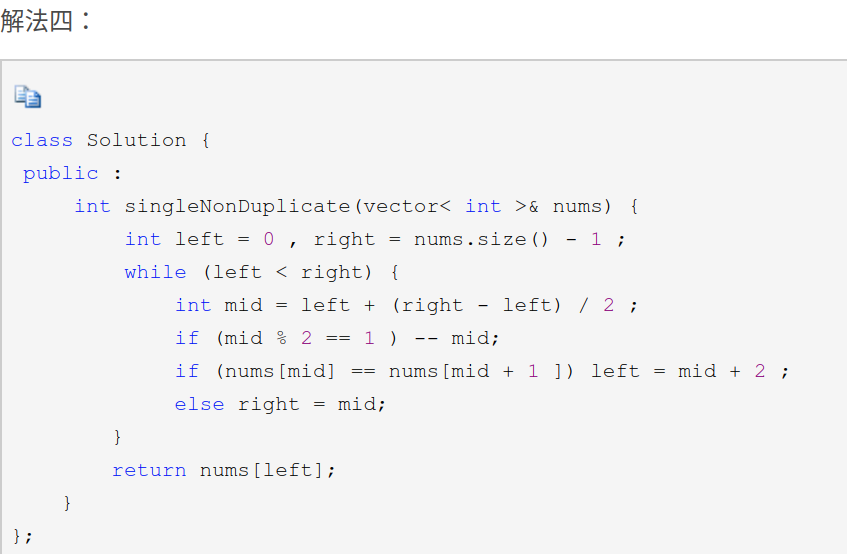 解法四：
class Solution {
public :
int singleNonDuplicate(vector< int >& nums) {
int left = 0 , right = nums.size() - 1 ;
while (left < right) {
int mid = left + (right - left) / 2 ;
if (mid % 2 == 1 ) -- mid;
if (nums[mid] == nums[mid + 1 ]) left = mid + 2 ;
else right = mid;
}
return nums[left];
}
};